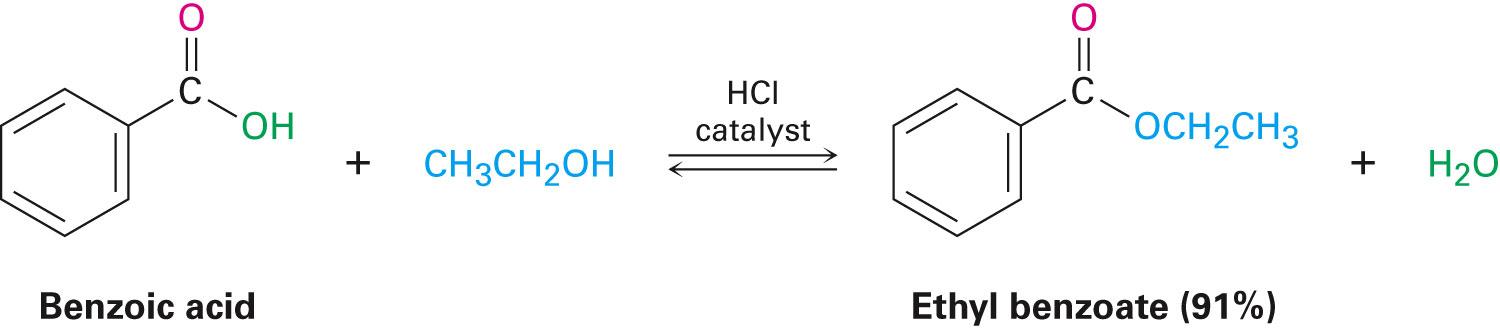 O
C
OH
+
CH₃CH₂OH
HCl
catalyst
O
C
OCH₂CH₃
+
H₂O
Benzoic acid
Ethyl benzoate (91%)